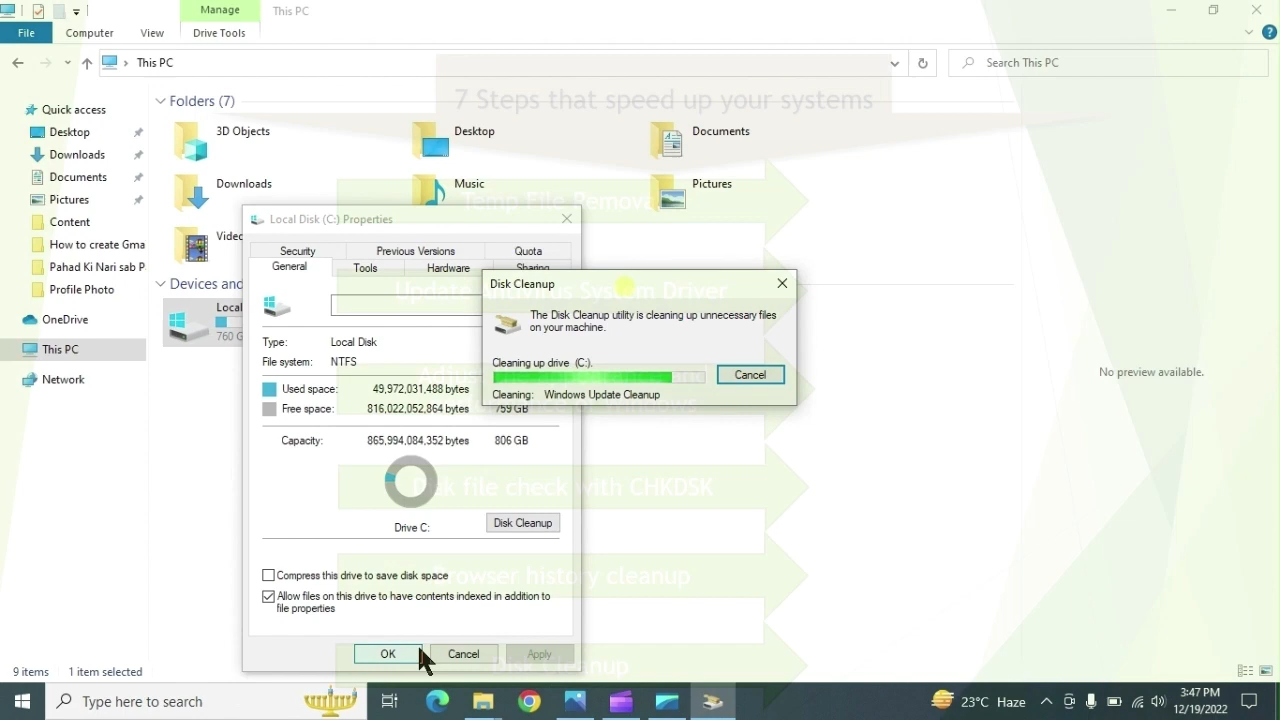 Manage
This PC
File
Computer
View
Drive Tools
This PC
Search This PC
7 Steps that speed up your systems
Quick access
Desktop
Downloads
Documents
Pictures
Content
How to create Gma
Pahad Ki Nari sab P
Profile Photo
OneDrive
This PC
Network
Folders (7)
3D Objects
Desktop
Documents
Downloads
Music
Pictures
Temp File Remova
Devices and
Local
760 G
Local Disk (C:) Properties
Security
Previous Versions
Quota
General
Tools
Hardware
Sharing
Type: Local Disk
File system: NTFS
Used space: 49,972,031,488 bytes
Free space: 816,022,052,864 bytes 759 GB
Capacity: 865,994,084,352 bytes 806 GB
Drive C:
Disk Cleanup
Compress this drive to save disk space
Allow files on this drive to have contents indexed in addition to
file properties
OK
Cancel
Apply
Update Antivirus System Driver
Disk Cleanup
The Disk Cleanup utility is cleaning up unnecessary files
on your machine.
Cleaning up drive (C:).
Cancel
Cleaning: Windows Update Cleanup
Disk file check with CHKDSK
Browser history cleanup
Disk Cleanup
No preview available.
9 items
1 item selected
Type here to search
23°C Haze
3:47 PM
12/19/2022